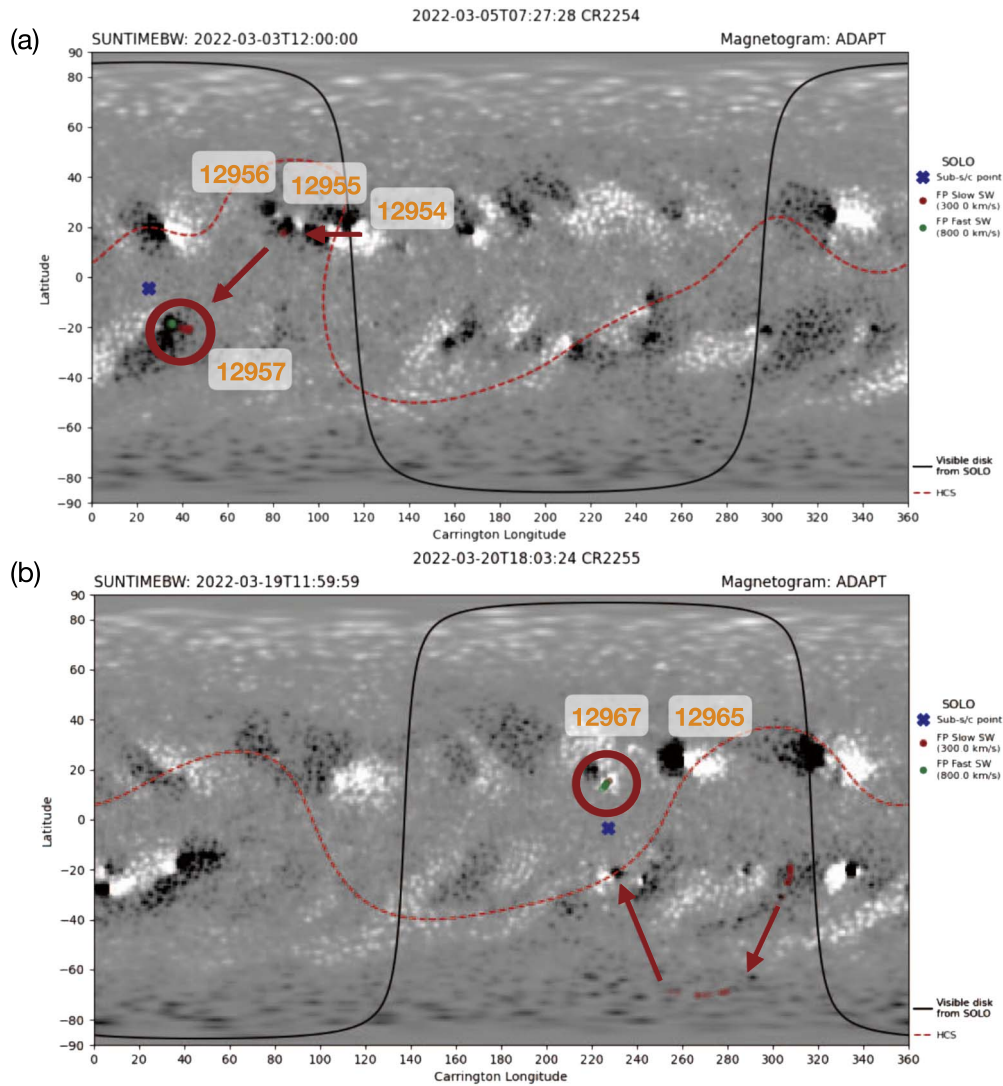 2022-03-05T07:27:28 CR2254
(a)
SUNTIMEBW: 2022-03-03T12:00:00
Magnetogram: ADAPT
90
80
60
40
20
0
−20
−40
−60
−80
−90
Latitude
12956
12955
12954
12957
SOLO
Sub-s/c point
FP Slow SW
(300.0 km/s)
FP Fast SW
(800.0 km/s)
Visible disk
from SOLO
HCS
0 20 40 60 80 100 120 140 160 180 200 220 240 260 280 300 320 340 360
Carrington Longitude
2022-03-20T18:03:24 CR2255
(b)
SUNTIMEBW: 2022-03-19T11:59:59
Magnetogram: ADAPT
90
80
60
40
20
0
−20
−40
−60
−80
−90
Latitude
12967
12965
SOLO
Sub-s/c point
FP Slow SW
(300.0 km/s)
FP Fast SW
(800.0 km/s)
Visible disk
from SOLO
HCS
0 20 40 60 80 100 120 140 160 180 200 220 240 260 280 300 320 340 360
Carrington Longitude